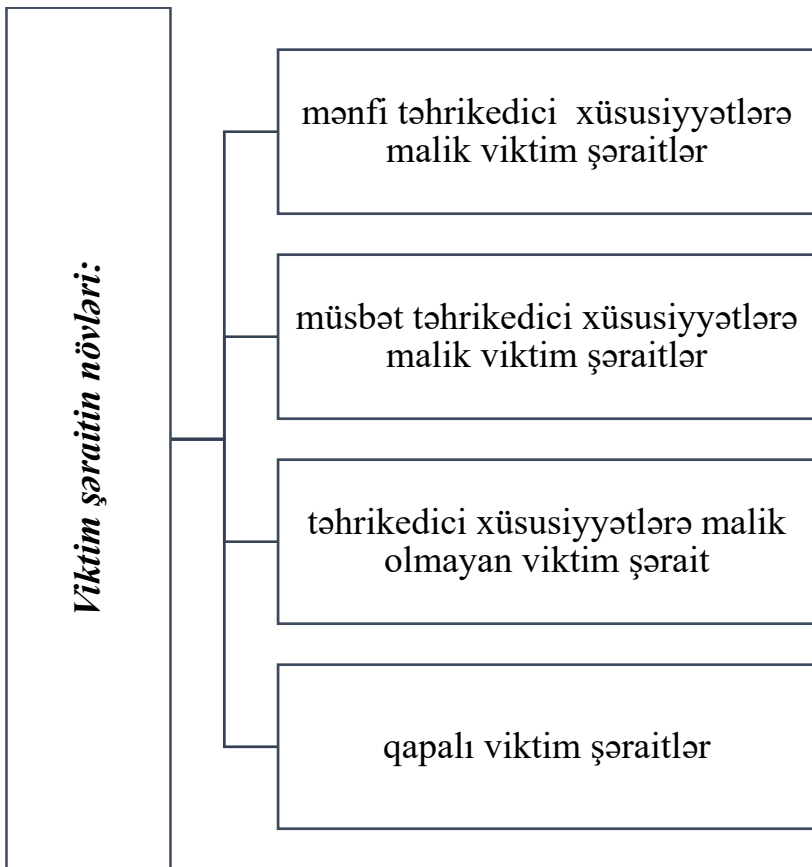 Viktim şəraitin növləri:
mənfi təhrikedici xüsusiyyətlərə
malik viktim şəraitlər
müsbət təhrikedici xüsusiyyətlərə
malik viktim şəraitlər
təhrikedici xüsusiyyətlərə malik
olmayan viktim şərait
qapalı viktim şəraitlər